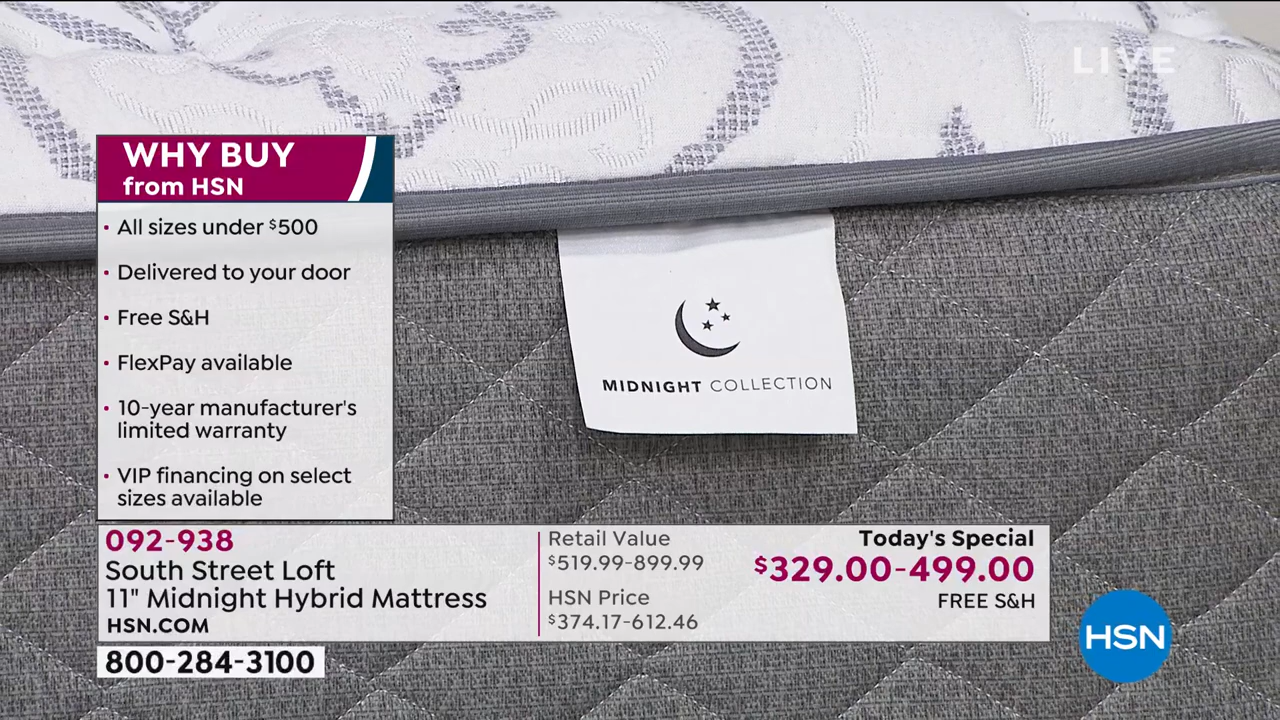 LIVE
WHY BUY
from HSN
• All sizes under $500
• Delivered to your door
• Free S&H
• FlexPay available
• 10-year manufacturer's
limited warranty
• VIP financing on select
sizes available
MIDNIGHT COLLECTION
092-938
South Street Loft
11" Midnight Hybrid Mattress
HSN.COM
Retail Value
$519.99-899.99
HSN Price
$374.17-612.46
Today's Special
$329.00-499.00
FREE S&H
800-284-3100
HSN